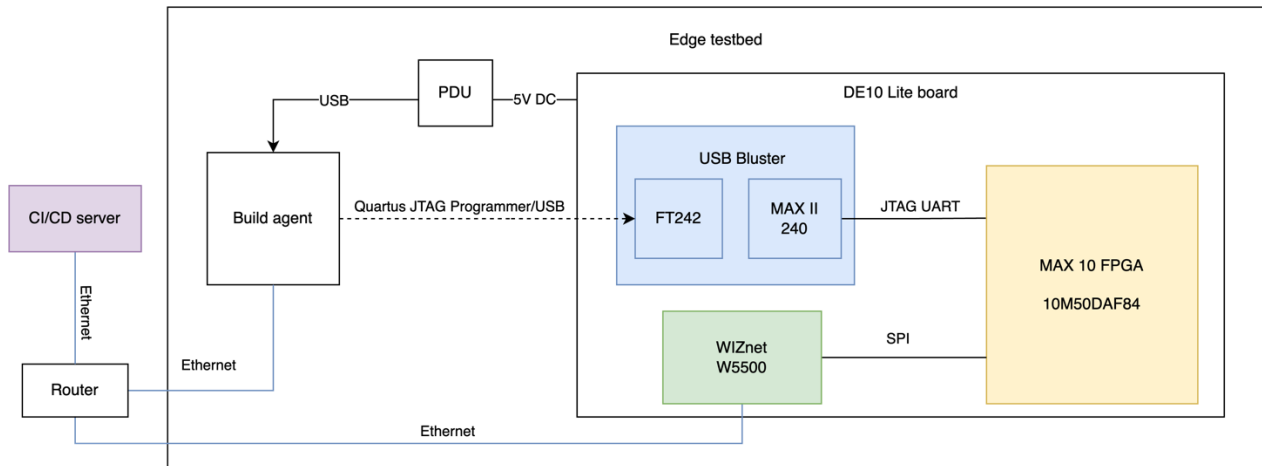 Edge testbed
PDU
USB
5V DC
DE10 Lite board
USB Bluster
Build agent
Quartus JTAG Programmer/USB
FT242
MAX II
240
JTAG UART
CI/CD server
MAX 10 FPGA
10M50DAF84
Ethernet
WIZnet
W5500
SPI
Router
Ethernet
Ethernet